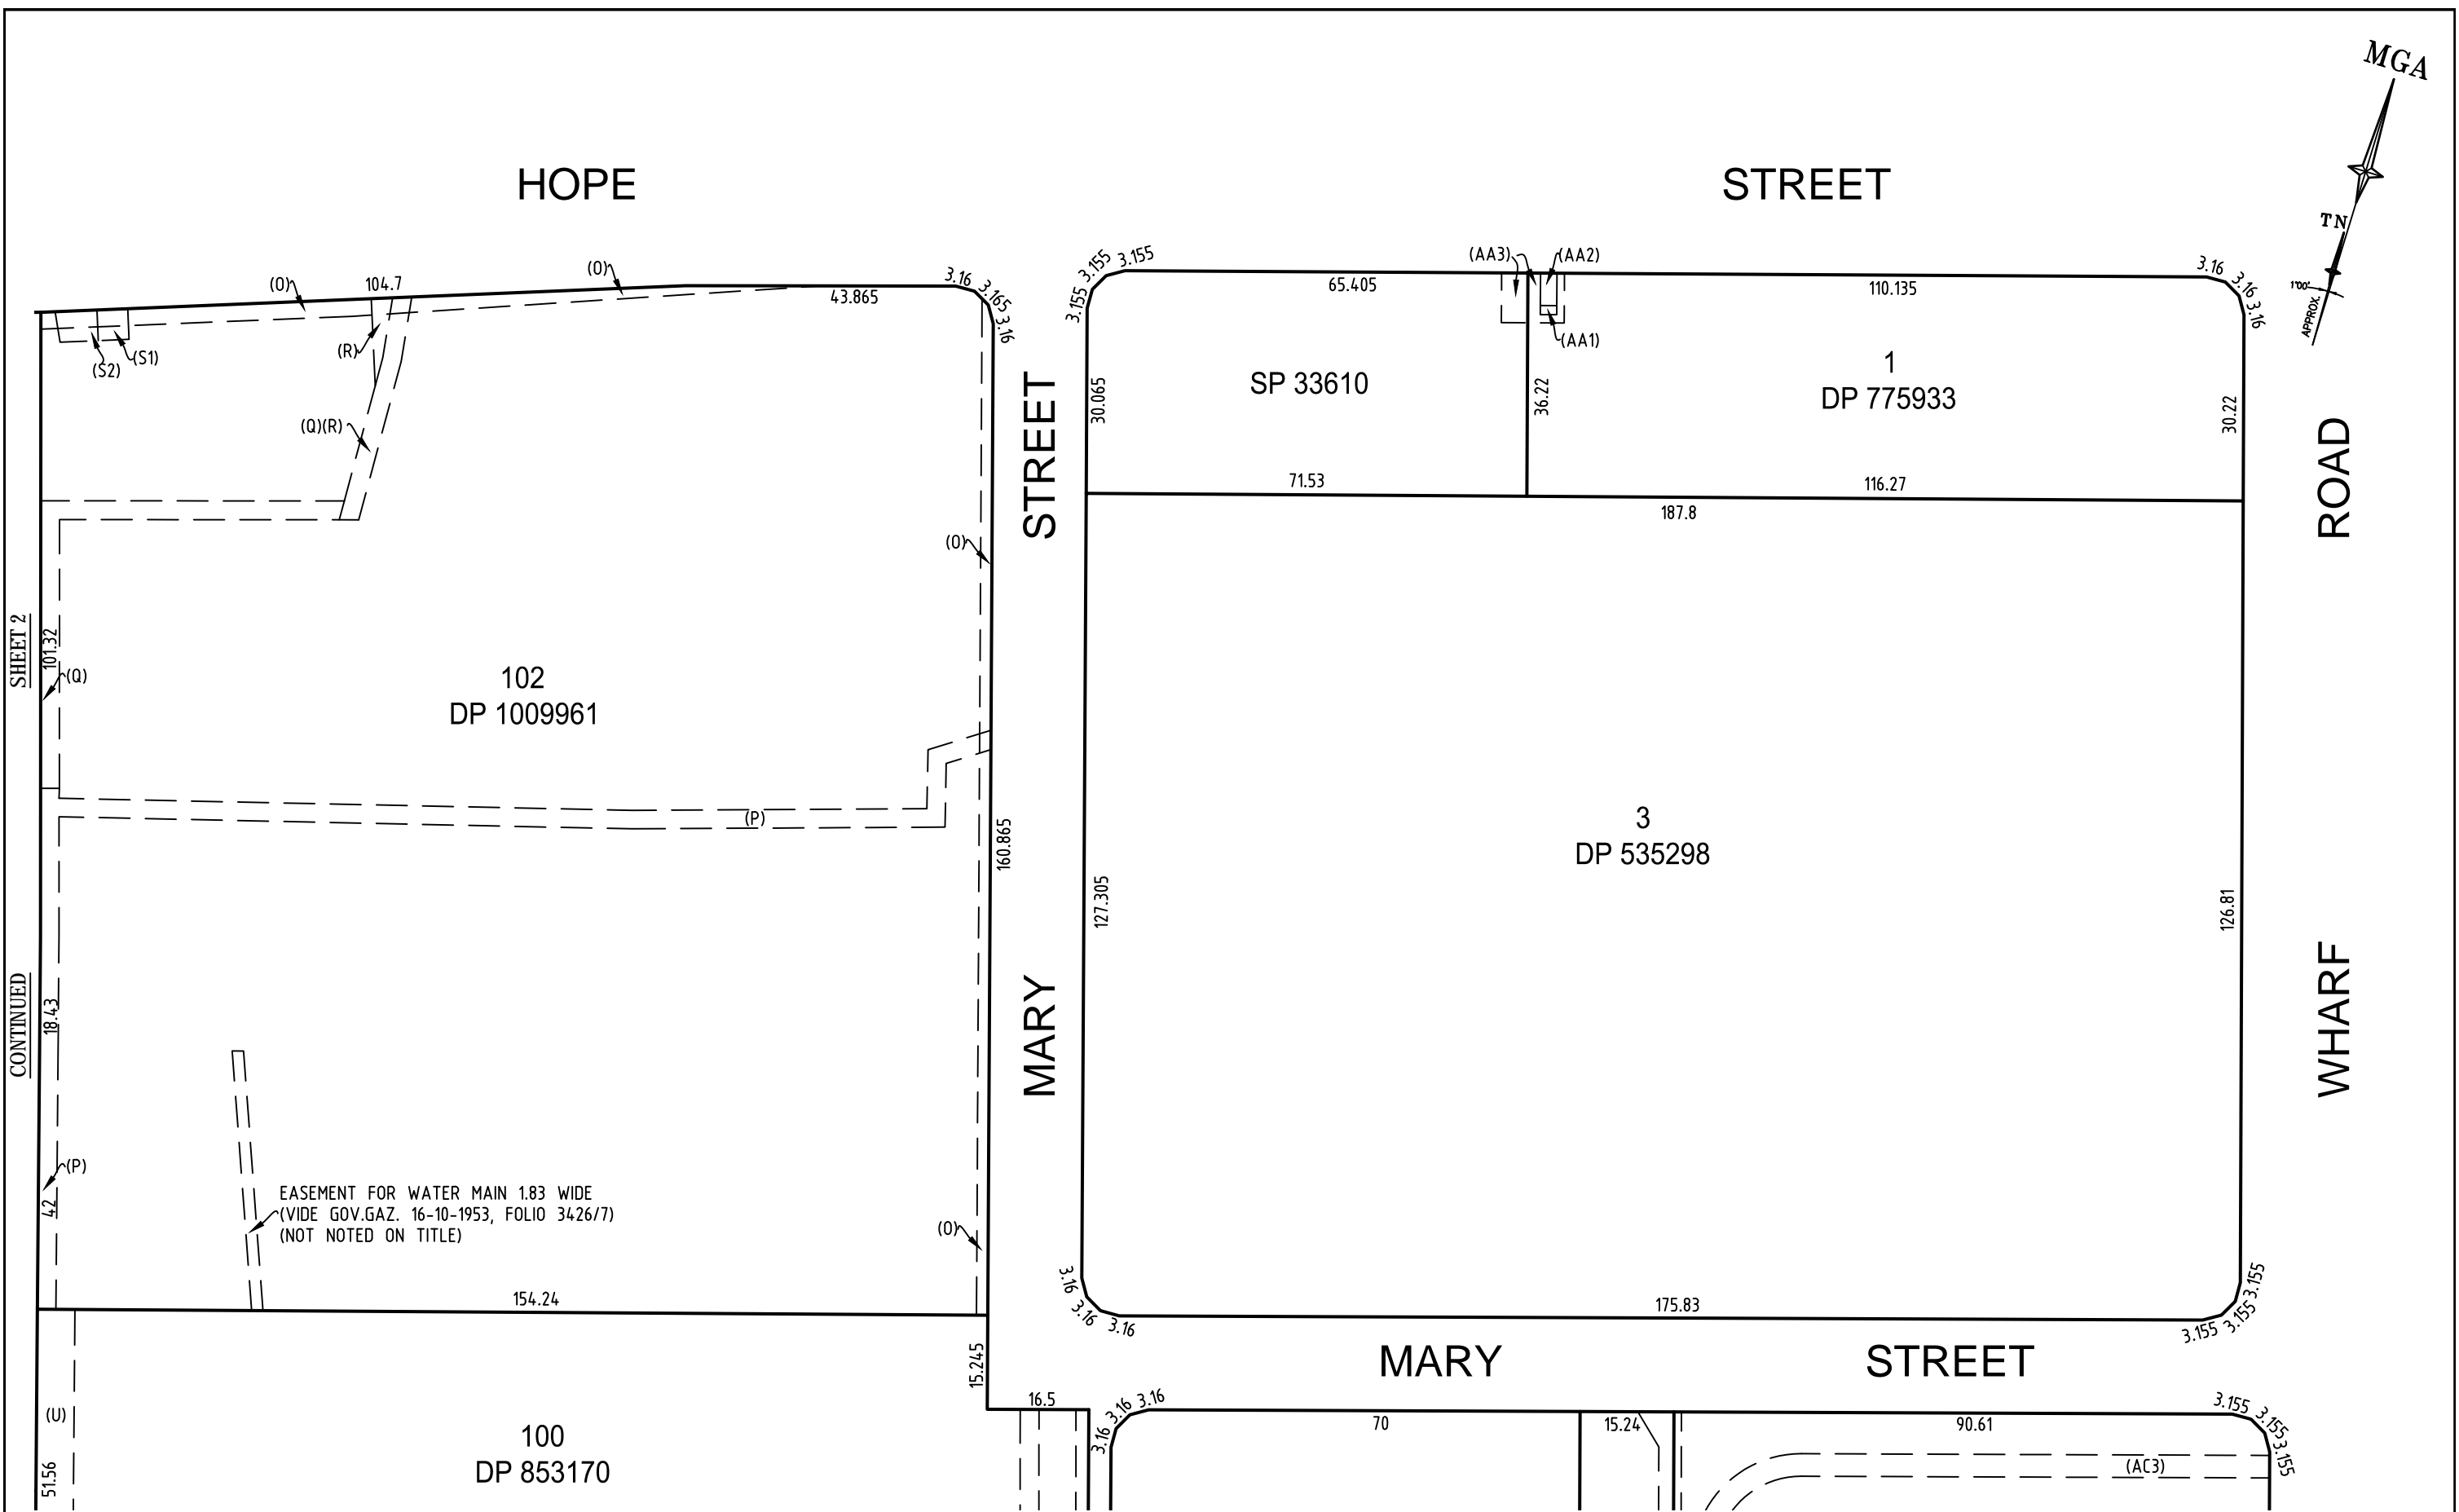 MGA
TN
1°00'
APPROX.
HOPE
STREET
(O)
104.7
(O)
43.865
3.16
3.165
3.16
3.155
3.155
3.155
65.405
(AA3)
(AA2)
(AA1)
110.135
3.16
3.16
3.16
(S2)
(S1)
(R)
(Q)(R)
STREET
30.065
SP 33610
36.22
1
DP 775933
30.22
ROAD
71.53
116.27
187.8
(O)
SHEET 2
101.32
(Q)
102
DP 1009961
(P)
160.865
3
DP 535298
127.305
126.81
CONTINUED
18.43
MARY
WHARF
(P)
42
EASEMENT FOR WATER MAIN 1.83 WIDE
(VIDE GOV.GAZ. 16-10-1953, FOLIO 3426/7)
(NOT NOTED ON TITLE)
(O)
154.24
3.16
3.16
3.16
175.83
3.155
3.155
3.155
15.245
MARY
STREET
16.5
3.16
3.16
3.16
70
15.24
90.61
3.155
3.155
3.155
(U)
51.56
100
DP 853170
(AC3)